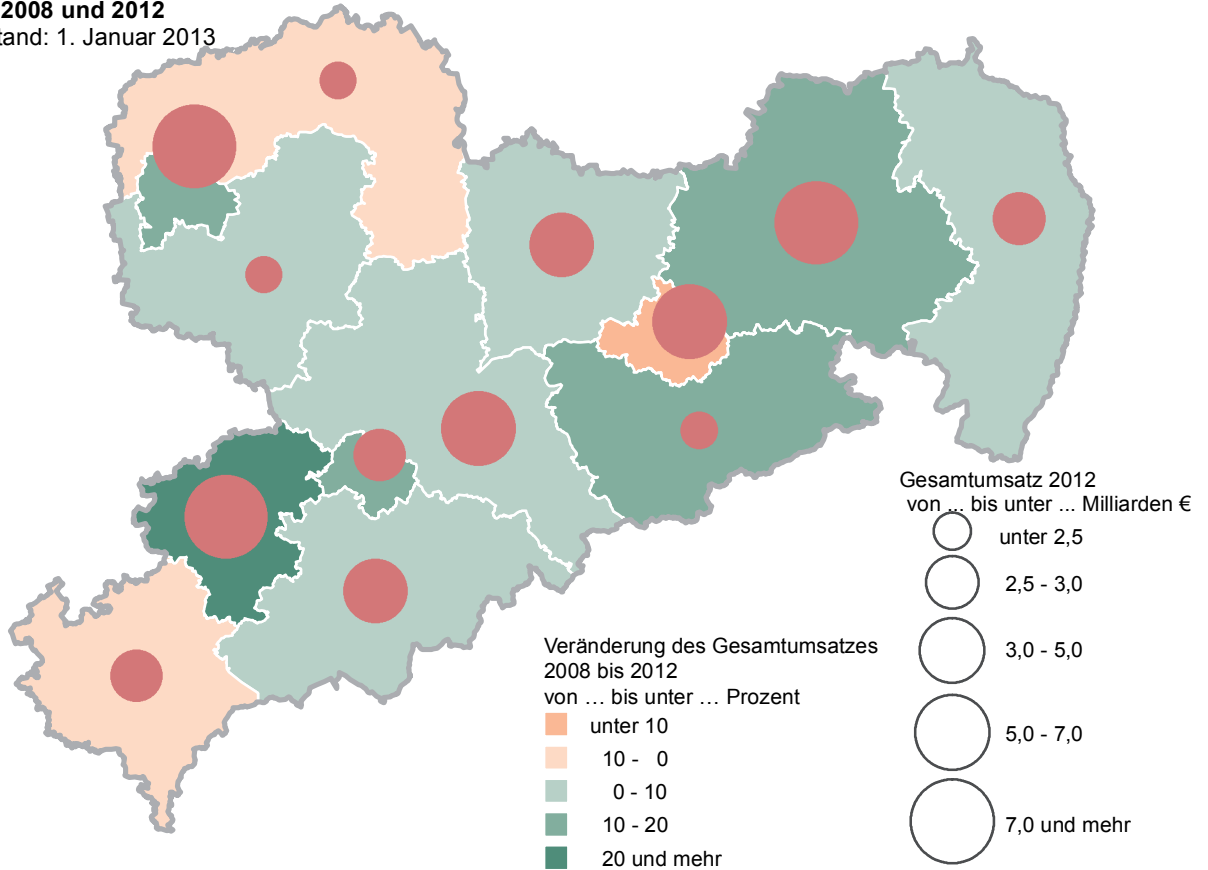 2008 und 2012
tand: 1. Januar 2013
Gesamtumsatz 2012
von ... bis unter ... Milliarden €
unter 2,5
2,5 - 3,0
3,0 - 5,0
5,0 - 7,0
7,0 und mehr
Veränderung des Gesamtumsatzes
2008 bis 2012
von … bis unter … Prozent
unter 10
10 - 0
0 - 10
10 - 20
20 und mehr